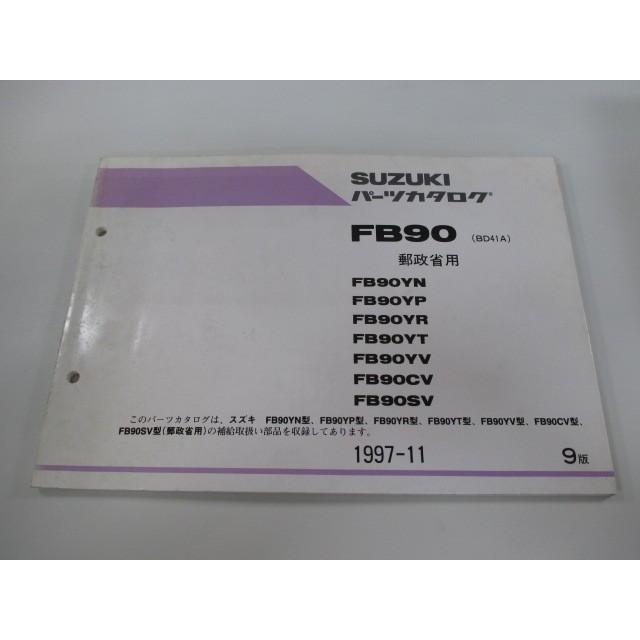 SUZUKI
パーツカタログ
FB90 (BD41A)
郵政省用
FB90YN
FB90YP
FB90YR
FB90YT
FB90YV
FB90CV
FB90SV
このパーツカタログは、スズキ FB90YN型、FB90YP型、FB90YR型、FB90YT型、FB90YV型、FB90CV型、
FB90SV型(郵政省用)の補給取扱い部品を収録してあります。
1997-11 9版